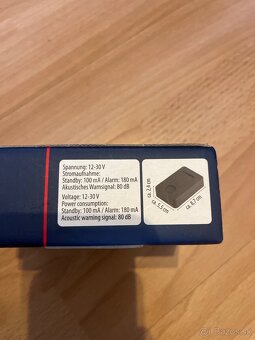 Spannung: 12-30 V
Stromaufnahme:
Standby: 100 mA / Alarm: 180 mA
Akustisches Warnsignal: 80 dB
Voltage: 12-30 V
Power consumption:
Standby: 100 mA / Alarm: 180 mA
Acoustic warning signal: 80 dB
ca. 2,4 cm
ca. 5,5 cm
ca. 8,7 cm